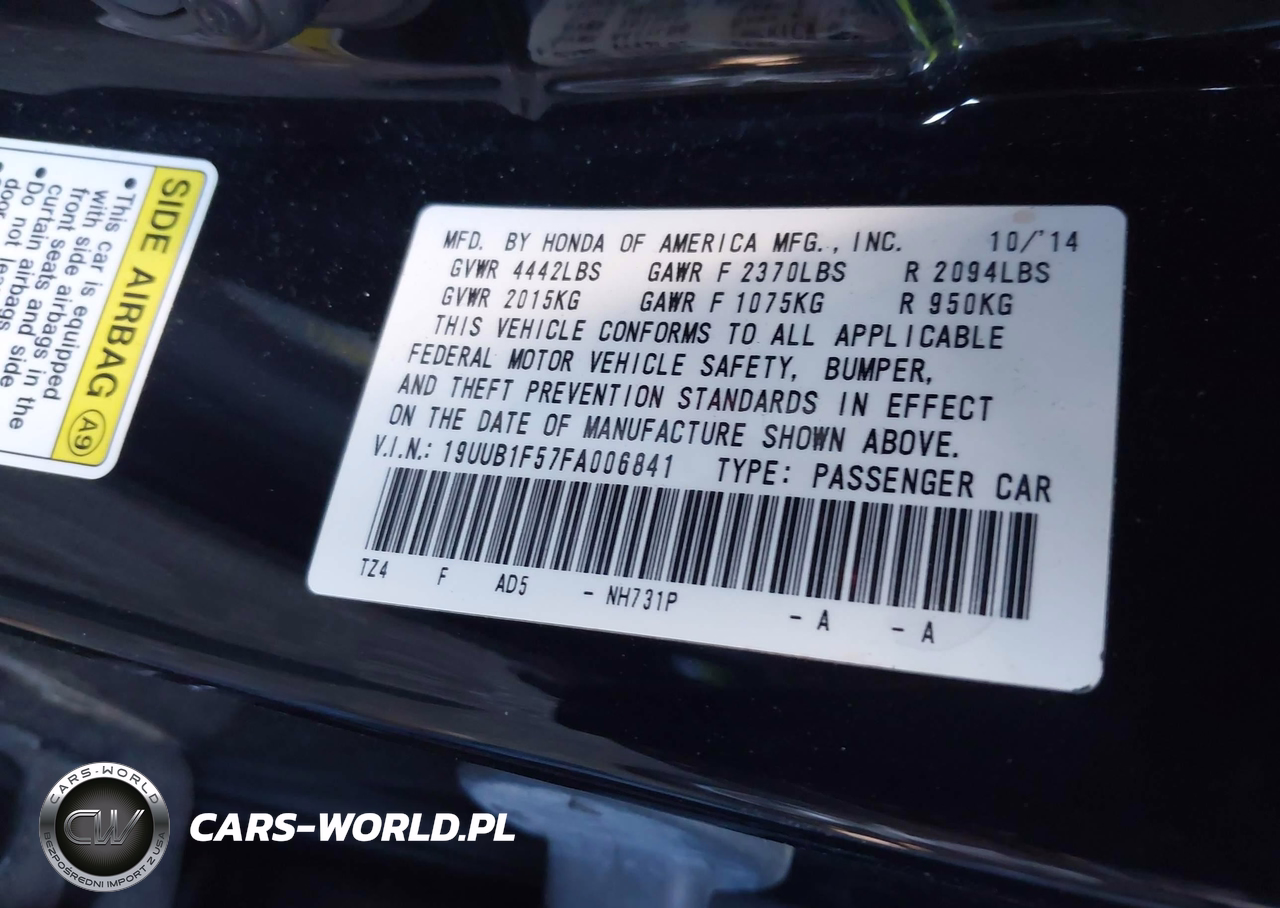 MFD. BY HONDA OF AMERICA MFG., INC. 10/'14
GVWR 4442LBS GAWR F 2370LBS R 2094LBS
GVWR 2015KG GAWR F 1075KG R 950KG
THIS VEHICLE CONFORMS TO ALL APPLICABLE
FEDERAL MOTOR VEHICLE SAFETY, BUMPER,
AND THEFT PREVENTION STANDARDS IN EFFECT
ON THE DATE OF MANUFACTURE SHOWN ABOVE.
V.I.N.: 19UUB1F57FA006841 TYPE: PASSENGER CAR
TZ4 F AD5 - NH731P - A - A
SIDE AIRBAG A9
•This car is equipped
with side airbags in the
front seats and side
curtain airbags
•Do not
door
CARS-WORLD
CW
BEZPOŚREDNI IMPORT Z USA
CARS-WORLD.PL